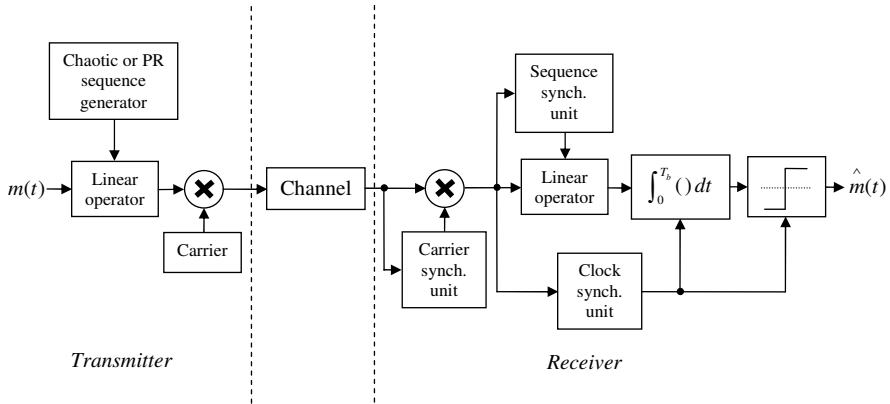 Chaotic or PR
sequence
generator
m(t)
Linear
operator
Carrier
Channel
Carrier
synch.
unit
Sequence
synch.
unit
Linear
operator
∫₀^{T_b} () dt
m̂(t)
Clock
synch.
unit
Transmitter
Receiver